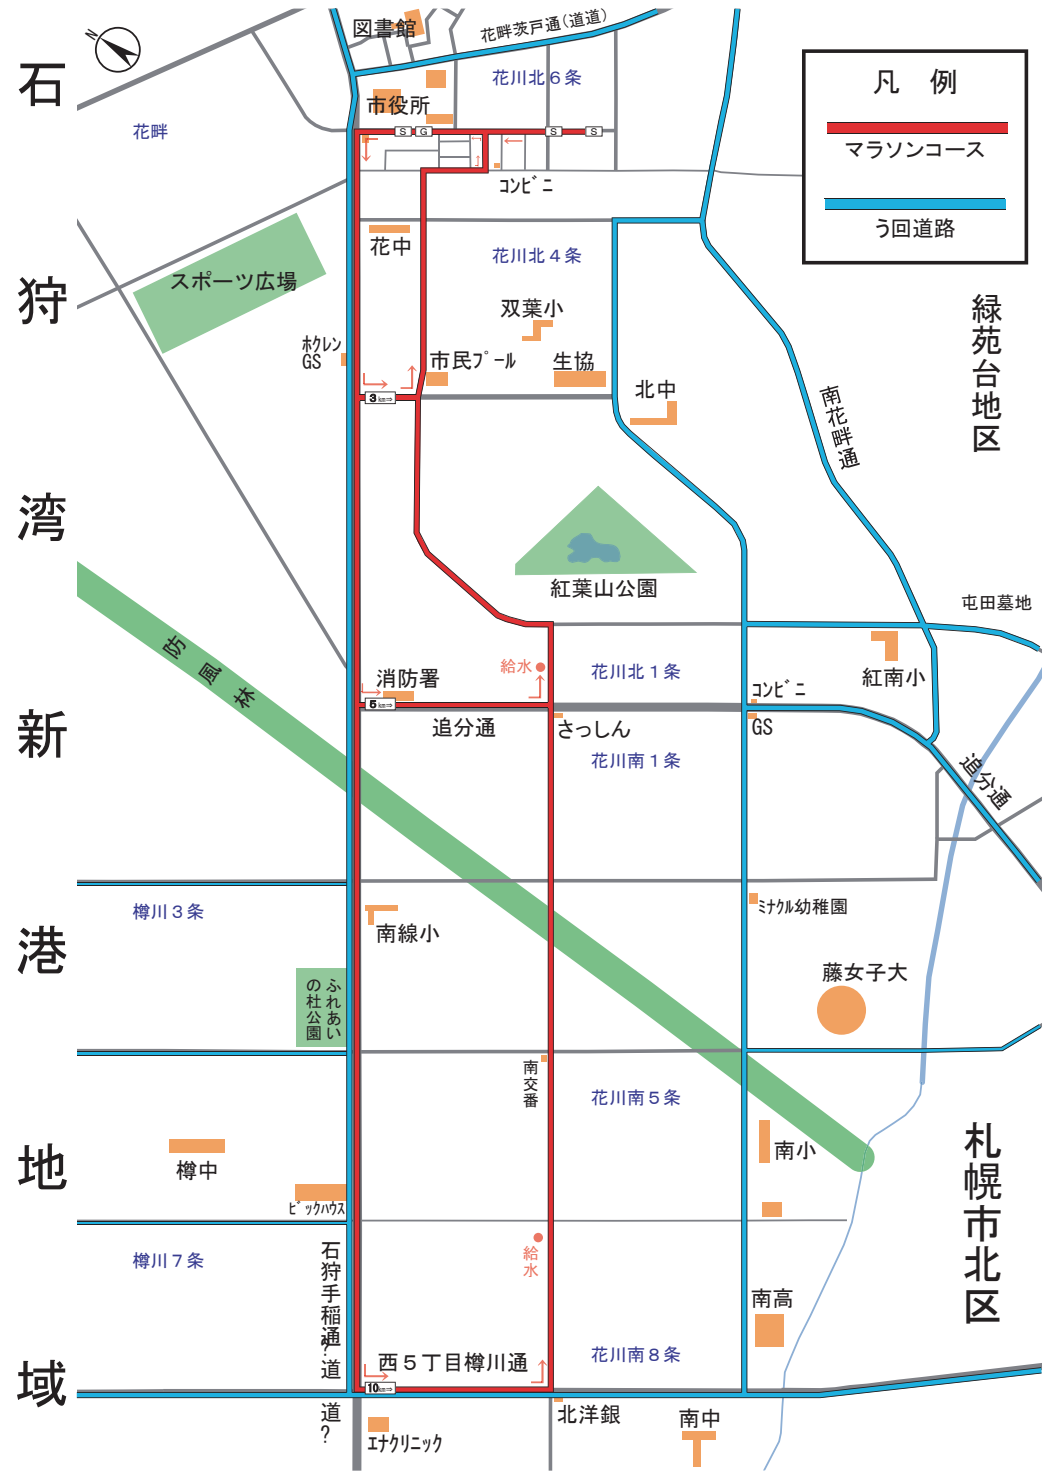 石狩湾新港地域
N
図書館
花畔茨戸通(道道)
市役所
花川北６条
花畔
S
G
S
S
コンビニ
凡　例
マラソンコース
う回道路
花中
花川北４条
スポーツ広場
双葉小
緑苑台地区
ホクレン
GS
市民プール
生協
北中
3km⇒
南花畔通
紅葉山公園
屯田墓地
防風林
給水
花川北１条
消防署
コンビニ
紅南小
5km⇒
追分通
さっしん
GS
花川南１条
追分通
樽川３条
南線小
ミナクル幼稚園
藤女子大
ふれあい
の杜公園
南交番
花川南５条
樽中
南小
札幌市北区
ビックハウス
樽川７条
石狩手稲通
?
道
道
?
給水
南高
西５丁目樽川通
花川南８条
10km⇒
エナクリニック
北洋銀
南中